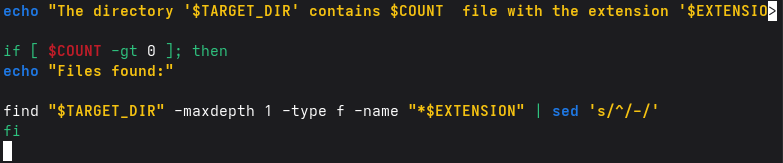 echo "The directory '$TARGET_DIR' contains $COUNT  file with the extension '$EXTENSIO>
if [ $COUNT -gt 0 ]; then
echo "Files found:"
find "$TARGET_DIR" -maxdepth 1 -type f -name "*$EXTENSION" | sed 's/^/-/'
fi